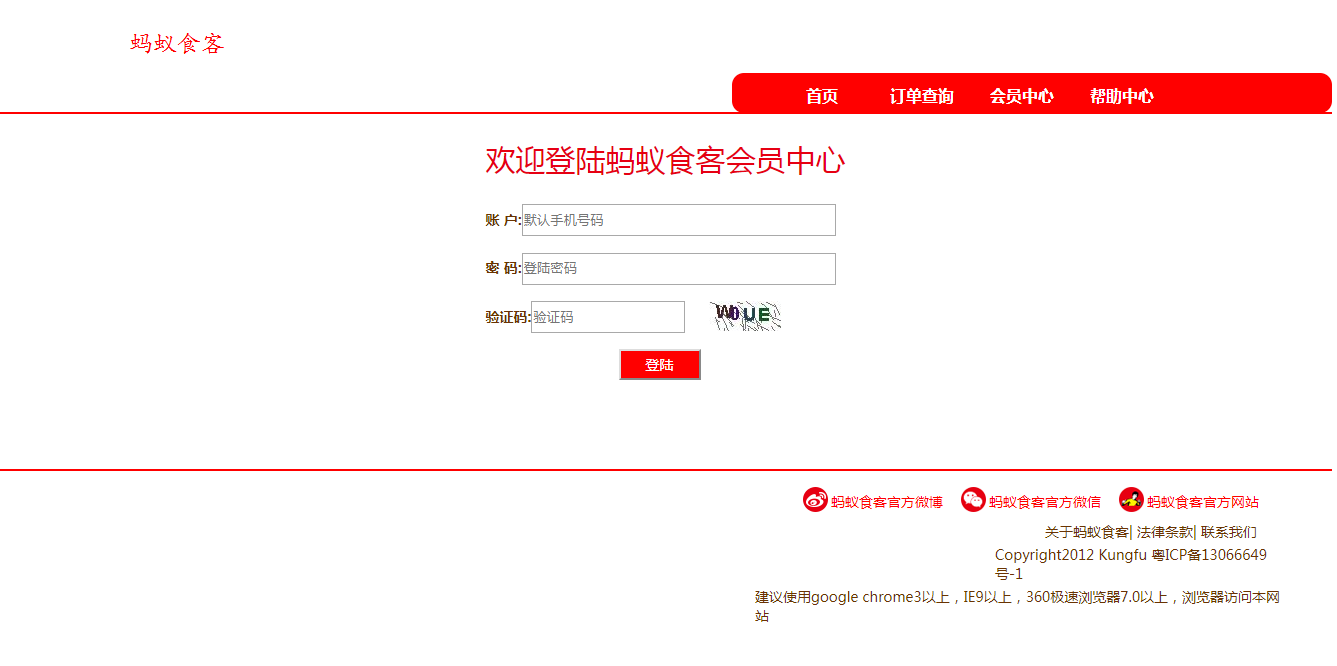 蚂蚁食客
首页 订单查询 会员中心 帮助中心
欢迎登陆蚂蚁食客会员中心
账 户:默认手机号码
密 码:登陆密码
验证码:验证码 W0UE
登陆
蚂蚁食客官方微博 蚂蚁食客官方微信 蚂蚁食客官方网站
关于蚂蚁食客| 法律条款| 联系我们
Copyright2012 Kungfu 粤ICP备13066649
号-1
建议使用google chrome3以上，IE9以上，360极速浏览器7.0以上，浏览器访问本网
站